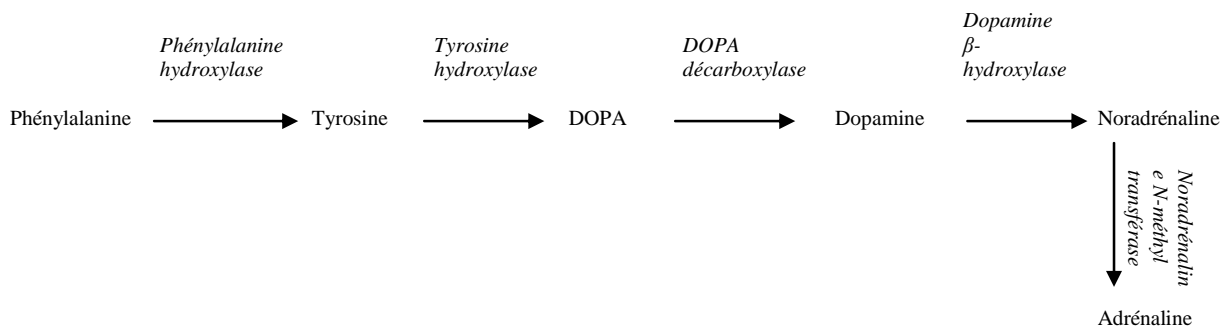 Phénylalanine
hydroxylase
Tyrosine
hydroxylase
DOPA
décarboxylase
Dopamine
β-
hydroxylase
Phénylalanine
Tyrosine
DOPA
Dopamine
Noradrénaline
Noradrénalin
e N-méthyl
transférase
Adrénaline